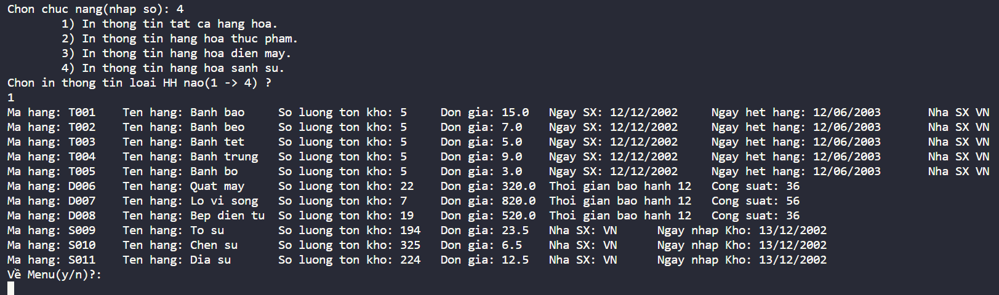 Chon chuc nang(nhap so): 4
1) In thong tin tat ca hang hoa.
2) In thong tin hang hoa thuc pham.
3) In thong tin hang hoa dien may.
4) In thong tin hang hoa sanh su.
Chon in thong tin loai HH nao(1 -> 4) ?
1
Ma hang: T001 Ten hang: Banh bao So luong ton kho: 5 Don gia: 15.0 Ngay SX: 12/12/2002 Ngay het hang: 12/06/2003 Nha SX VN
Ma hang: T002 Ten hang: Banh beo So luong ton kho: 5 Don gia: 7.0 Ngay SX: 12/12/2002 Ngay het hang: 12/06/2003 Nha SX VN
Ma hang: T003 Ten hang: Banh tet So luong ton kho: 5 Don gia: 5.0 Ngay SX: 12/12/2002 Ngay het hang: 12/06/2003 Nha SX VN
Ma hang: T004 Ten hang: Banh trung So luong ton kho: 5 Don gia: 9.0 Ngay SX: 12/12/2002 Ngay het hang: 12/06/2003 Nha SX VN
Ma hang: T005 Ten hang: Banh bo So luong ton kho: 5 Don gia: 3.0 Ngay SX: 12/12/2002 Ngay het hang: 12/06/2003 Nha SX VN
Ma hang: D006 Ten hang: Quat may So luong ton kho: 22 Don gia: 320.0 Thoi gian bao hanh 12 Cong suat: 36
Ma hang: D007 Ten hang: Lo vi song So luong ton kho: 7 Don gia: 820.0 Thoi gian bao hanh 12 Cong suat: 56
Ma hang: D008 Ten hang: Bep dien tu So luong ton kho: 19 Don gia: 520.0 Thoi gian bao hanh 12 Cong suat: 36
Ma hang: S009 Ten hang: To su So luong ton kho: 194 Don gia: 23.5 Nha SX: VN Ngay nhap Kho: 13/12/2002
Ma hang: S010 Ten hang: Chen su So luong ton kho: 325 Don gia: 6.5 Nha SX: VN Ngay nhap Kho: 13/12/2002
Ma hang: S011 Ten hang: Dia su So luong ton kho: 224 Don gia: 12.5 Nha SX: VN Ngay nhap Kho: 13/12/2002
Về Menu(y/n)?: